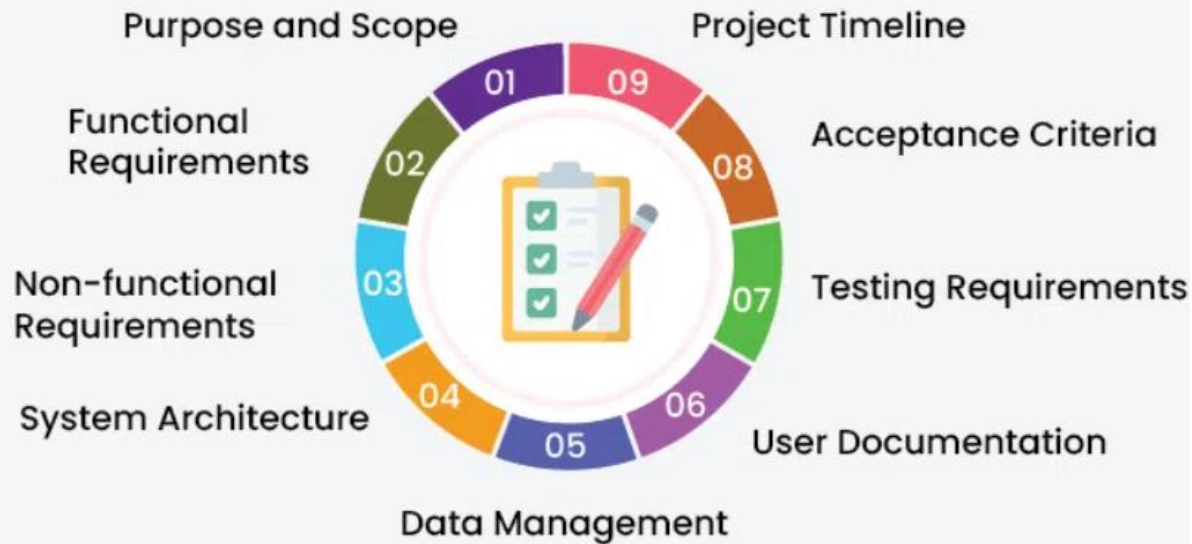 Purpose and Scope
01
Functional
Requirements
02
Non-functional
Requirements
03
System Architecture
04
Data Management
05
User Documentation
06
Testing Requirements
07
Acceptance Criteria
08
Project Timeline
09